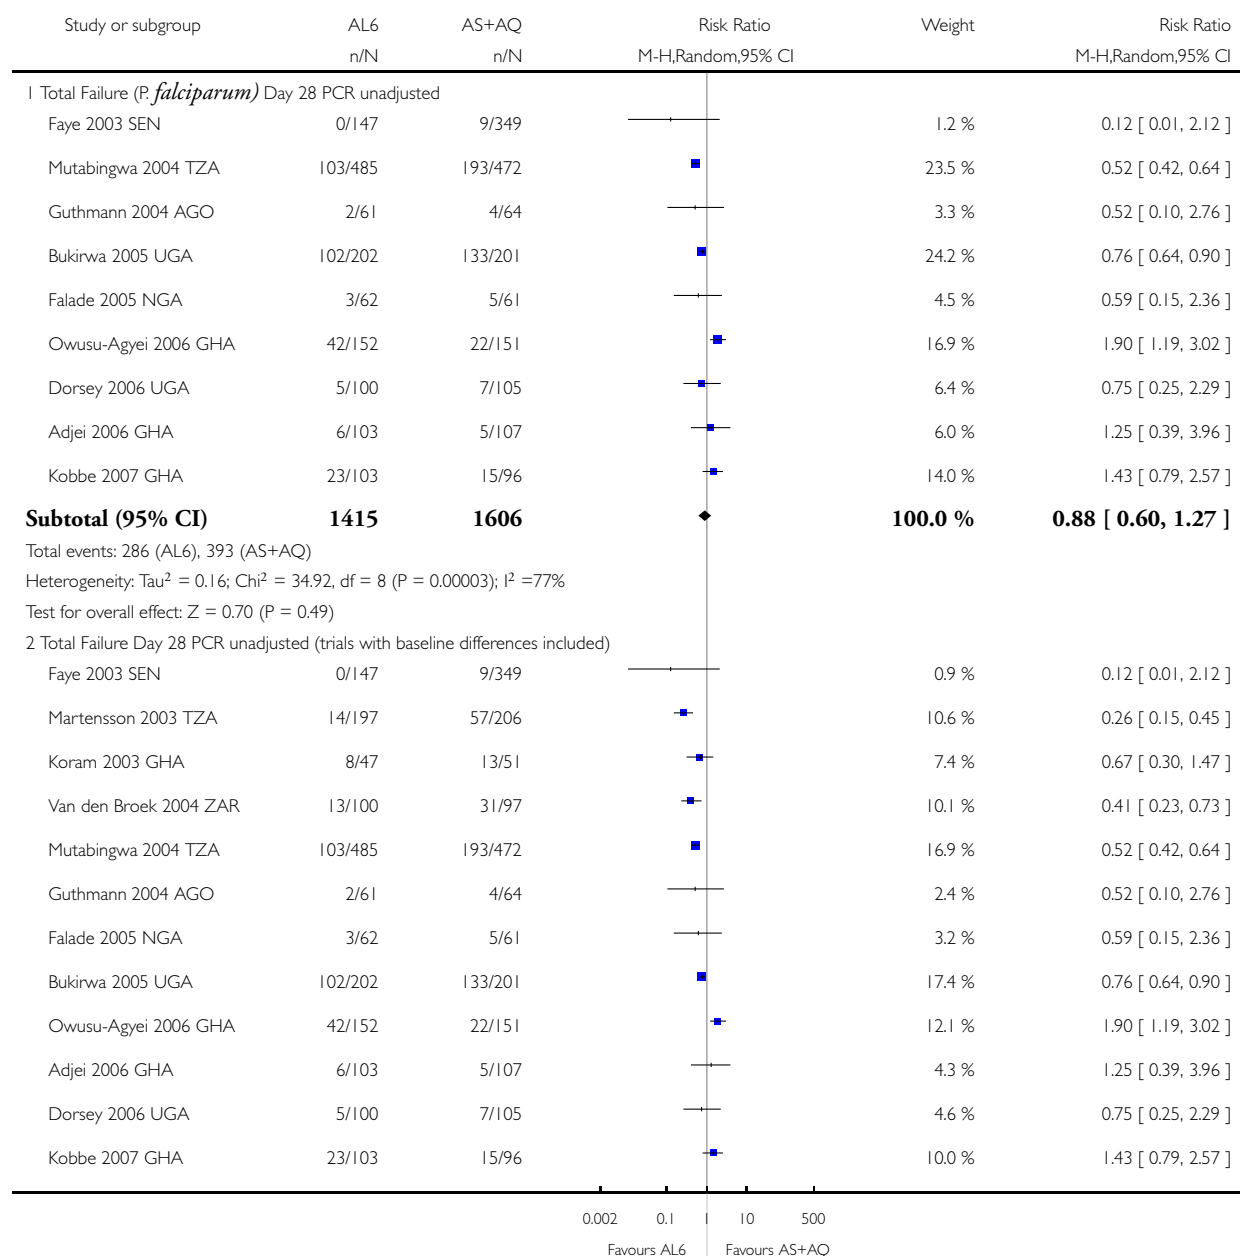 Study or subgroup AL6 AS+AQ Risk Ratio Weight Risk Ratio
n/N n/N M-H,Random,95% CI M-H,Random,95% CI
1 Total Failure (P. falciparum) Day 28 PCR unadjusted
Faye 2003 SEN 0/147 9/349 1.2 % 0.12 [ 0.01, 2.12 ]
Mutabingwa 2004 TZA 103/485 193/472 23.5 % 0.52 [ 0.42, 0.64 ]
Guthmann 2004 AGO 2/61 4/64 3.3 % 0.52 [ 0.10, 2.76 ]
Bukirwa 2005 UGA 102/202 133/201 24.2 % 0.76 [ 0.64, 0.90 ]
Falade 2005 NGA 3/62 5/61 4.5 % 0.59 [ 0.15, 2.36 ]
Owusu-Agyei 2006 GHA 42/152 22/151 16.9 % 1.90 [ 1.19, 3.02 ]
Dorsey 2006 UGA 5/100 7/105 6.4 % 0.75 [ 0.25, 2.29 ]
Adjei 2006 GHA 6/103 5/107 6.0 % 1.25 [ 0.39, 3.96 ]
Kobbe 2007 GHA 23/103 15/96 14.0 % 1.43 [ 0.79, 2.57 ]
Subtotal (95% CI) 1415 1606 100.0 % 0.88 [ 0.60, 1.27 ]
Total events: 286 (AL6), 393 (AS+AQ)
Heterogeneity: Tau² = 0.16; Chi² = 34.92, df = 8 (P = 0.00003); I² =77%
Test for overall effect: Z = 0.70 (P = 0.49)
2 Total Failure Day 28 PCR unadjusted (trials with baseline differences included)
Faye 2003 SEN 0/147 9/349 0.9 % 0.12 [ 0.01, 2.12 ]
Martensson 2003 TZA 14/197 57/206 10.6 % 0.26 [ 0.15, 0.45 ]
Koram 2003 GHA 8/47 13/51 7.4 % 0.67 [ 0.30, 1.47 ]
Van den Broek 2004 ZAR 13/100 31/97 10.1 % 0.41 [ 0.23, 0.73 ]
Mutabingwa 2004 TZA 103/485 193/472 16.9 % 0.52 [ 0.42, 0.64 ]
Guthmann 2004 AGO 2/61 4/64 2.4 % 0.52 [ 0.10, 2.76 ]
Falade 2005 NGA 3/62 5/61 3.2 % 0.59 [ 0.15, 2.36 ]
Bukirwa 2005 UGA 102/202 133/201 17.4 % 0.76 [ 0.64, 0.90 ]
Owusu-Agyei 2006 GHA 42/152 22/151 12.1 % 1.90 [ 1.19, 3.02 ]
Adjei 2006 GHA 6/103 5/107 4.3 % 1.25 [ 0.39, 3.96 ]
Dorsey 2006 UGA 5/100 7/105 4.6 % 0.75 [ 0.25, 2.29 ]
Kobbe 2007 GHA 23/103 15/96 10.0 % 1.43 [ 0.79, 2.57 ]
0.002 0.1 1 10 500
Favours AL6 Favours AS+AQ